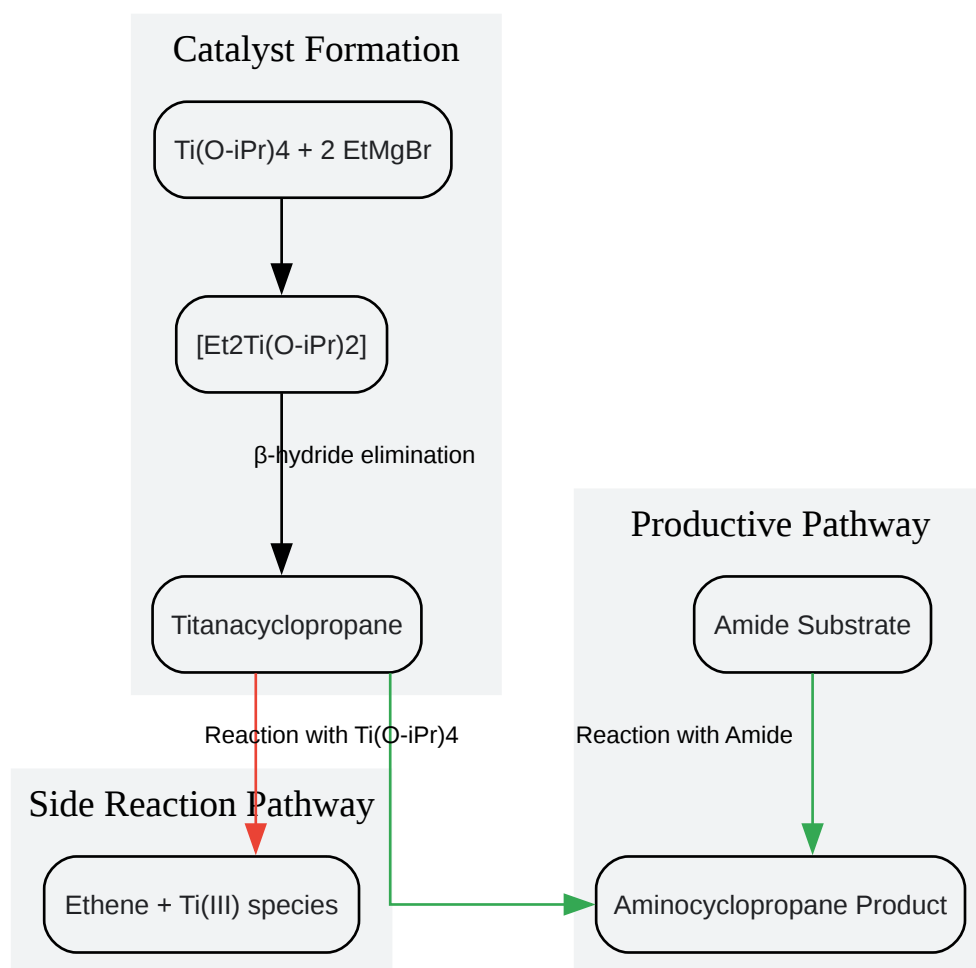 Catalyst Formation
Ti(O-iPr)4 + 2 EtMgBr
[Et2Ti(O-iPr)2]
β-hydride elimination
Titanacyclopropane
Productive Pathway
Amide Substrate
Reaction with Ti(O-iPr)4
Reaction with Amide
Side Reaction Pathway
Ethene + Ti(III) species
Aminocyclopropane Product